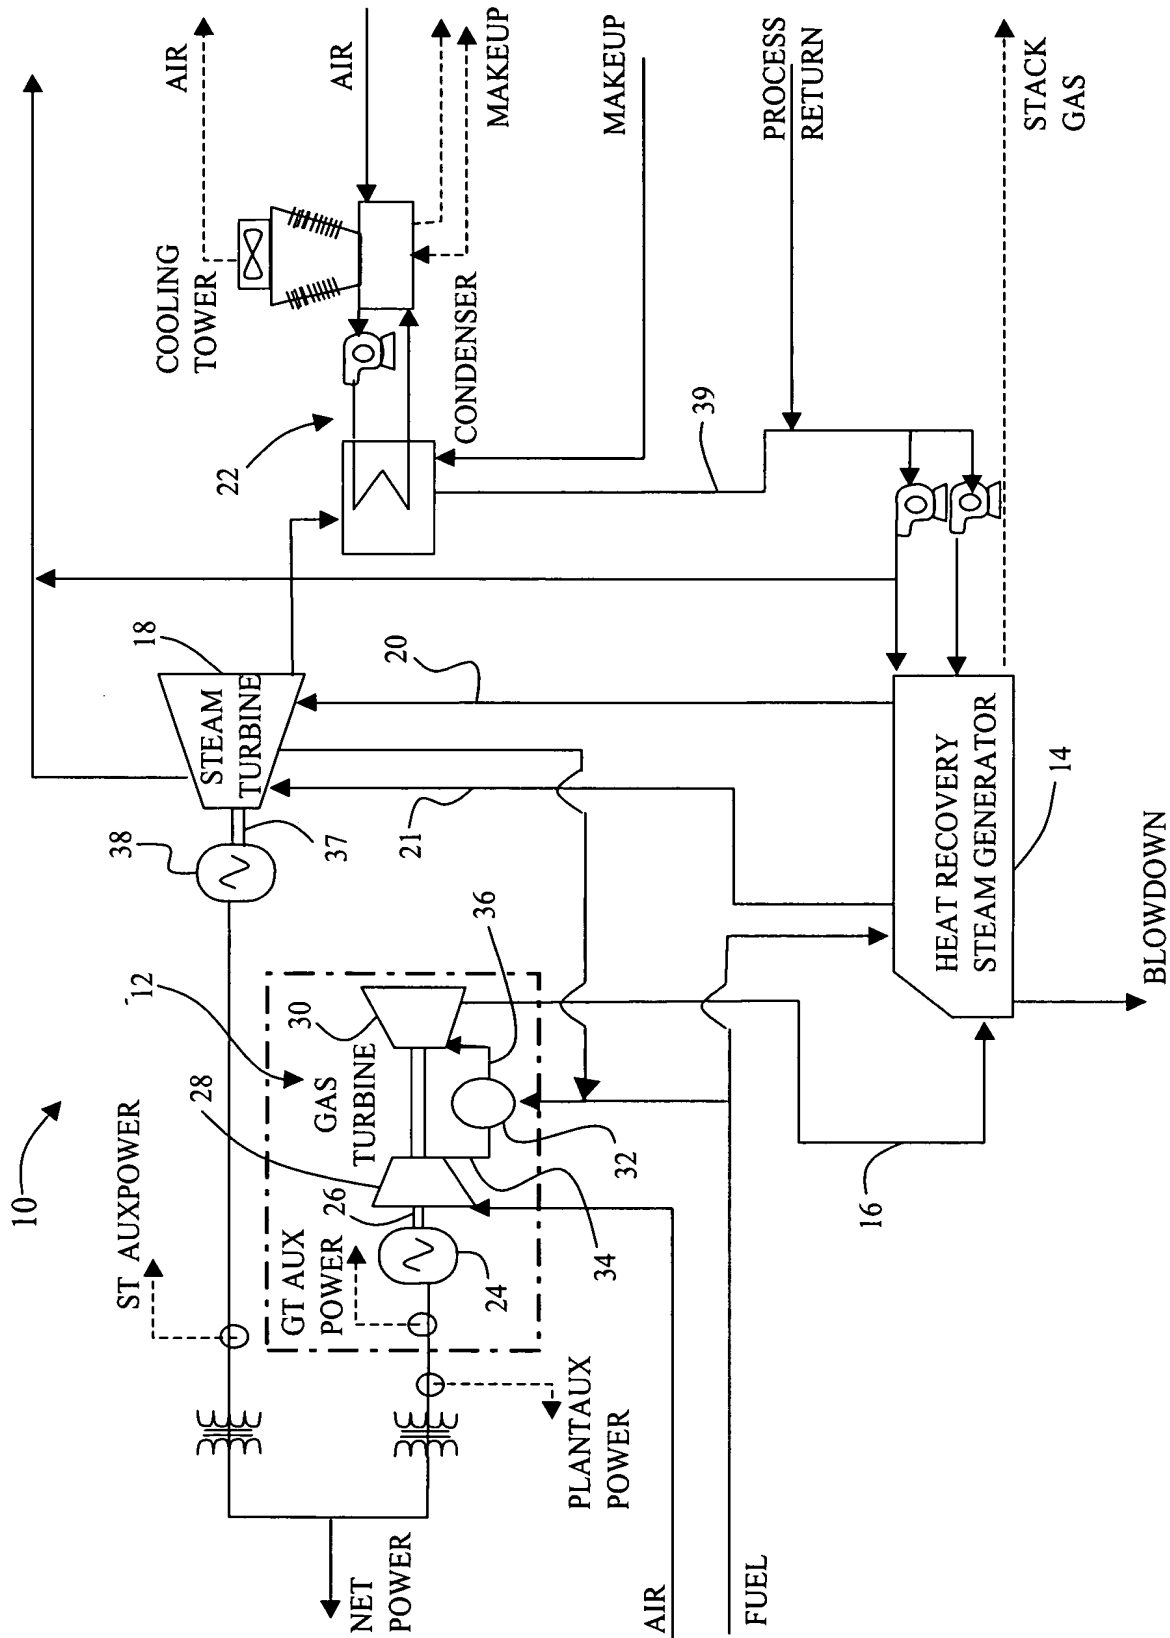 10
ST AUXPOWER
NET
POWER
PLANTAUX
POWER
GT AUX
POWER
24
26
28
12
GAS
TURBINE
30
32
34
36
AIR
FUEL
16
38
37
STEAM
TURBINE
18
20
21
HEAT RECOVERY
STEAM GENERATOR
14
BLOWDOWN
22
CONDENSER
COOLING
TOWER
AIR
AIR
MAKEUP
MAKEUP
39
PROCESS
RETURN
STACK
GAS